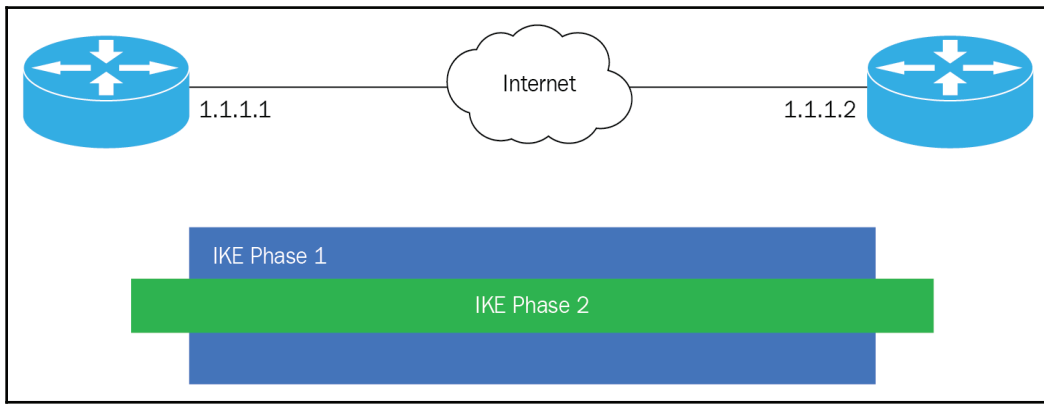 Internet
1.1.1.1
1.1.1.2
IKE Phase 1
IKE Phase 2